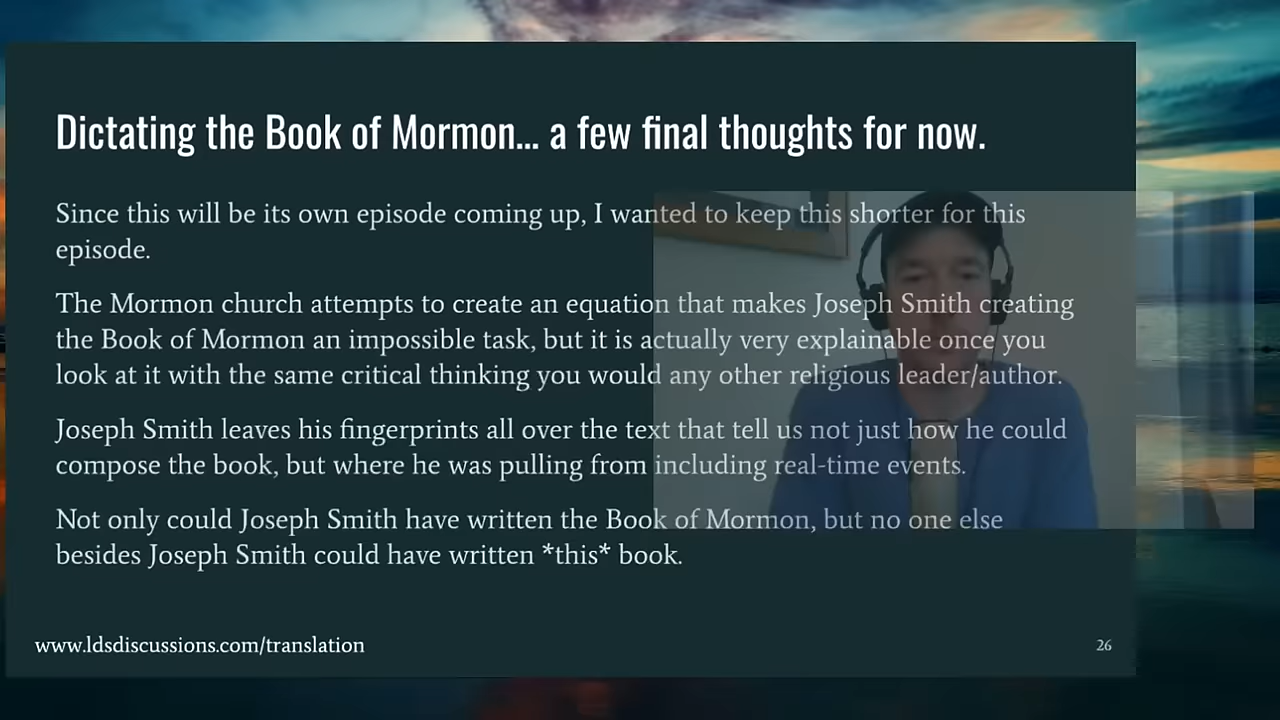 Dictating the Book of Mormon... a few final thoughts for now.
Since this will be its own episode coming up, I wanted to keep this shorter for this
episode.
The Mormon church attempts to create an equation that makes Joseph Smith creating
the Book of Mormon an impossible task, but it is actually very explainable once you
look at it with the same critical thinking you would any other religious leader/author.
Joseph Smith leaves his fingerprints all over the text that tell us not just how he could
compose the book, but where he was pulling from including real-time events.
Not only could Joseph Smith have written the Book of Mormon, but no one else
besides Joseph Smith could have written *this* book.
www.ldsdiscussions.com/translation
26